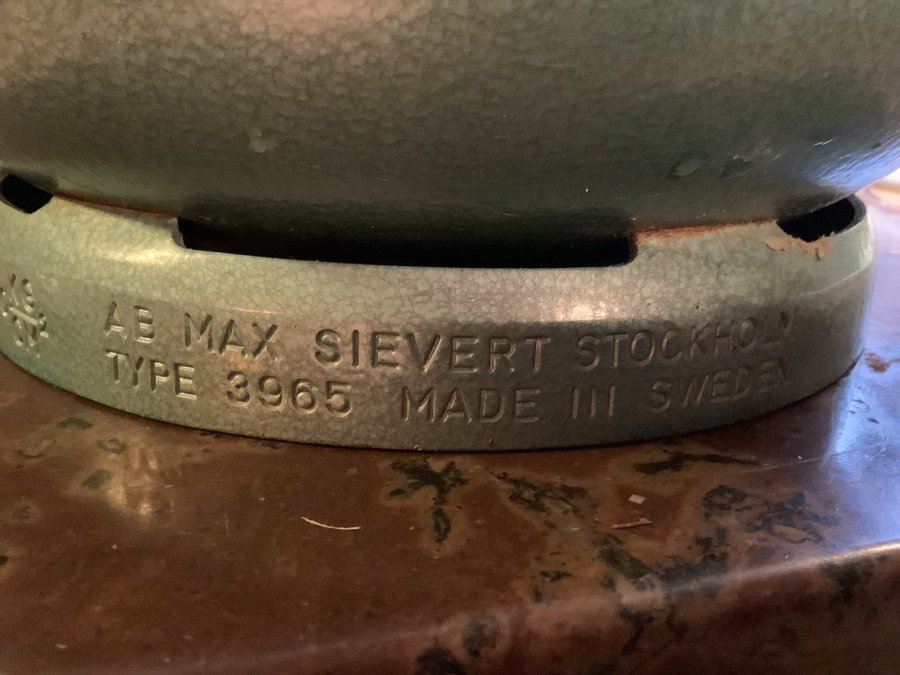 AB MAX SIEVERT STOCKHOLM
TYPE 3965 MADE IN SWEDEN